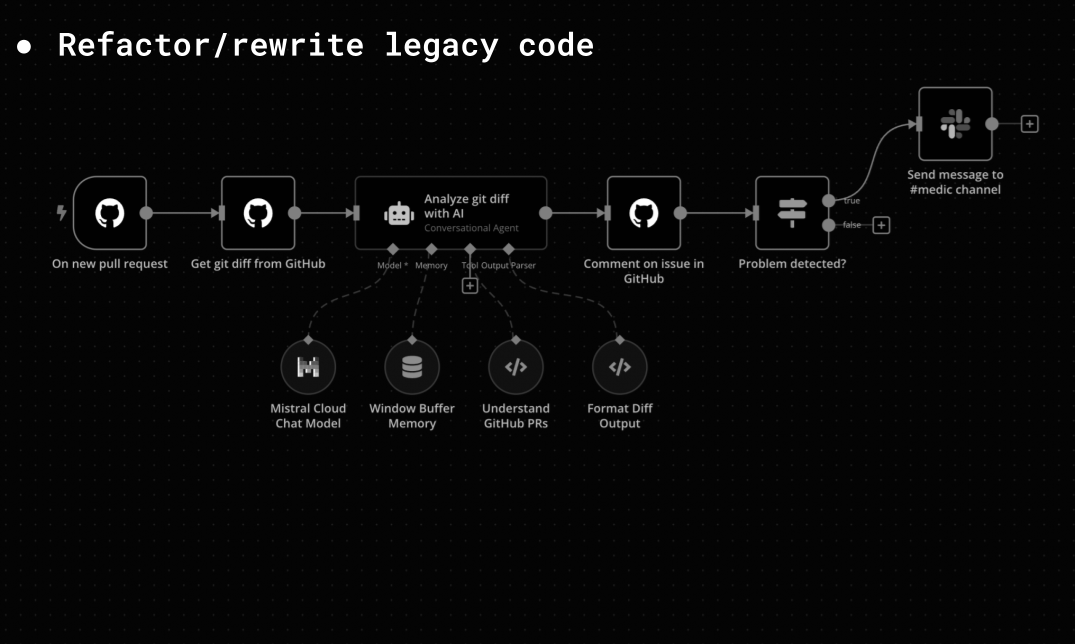 ● Refactor/rewrite legacy code
Send message to
#medic channel
Analyze git diff
with AI
Conversational Agent
true
false
On new pull request
Get git diff from GitHub
Model *
Memory
Tool
Output Parser
Comment on issue in
GitHub
Problem detected?
Mistral Cloud
Chat Model
Window Buffer
Memory
Understand
GitHub PRs
Format Diff
Output